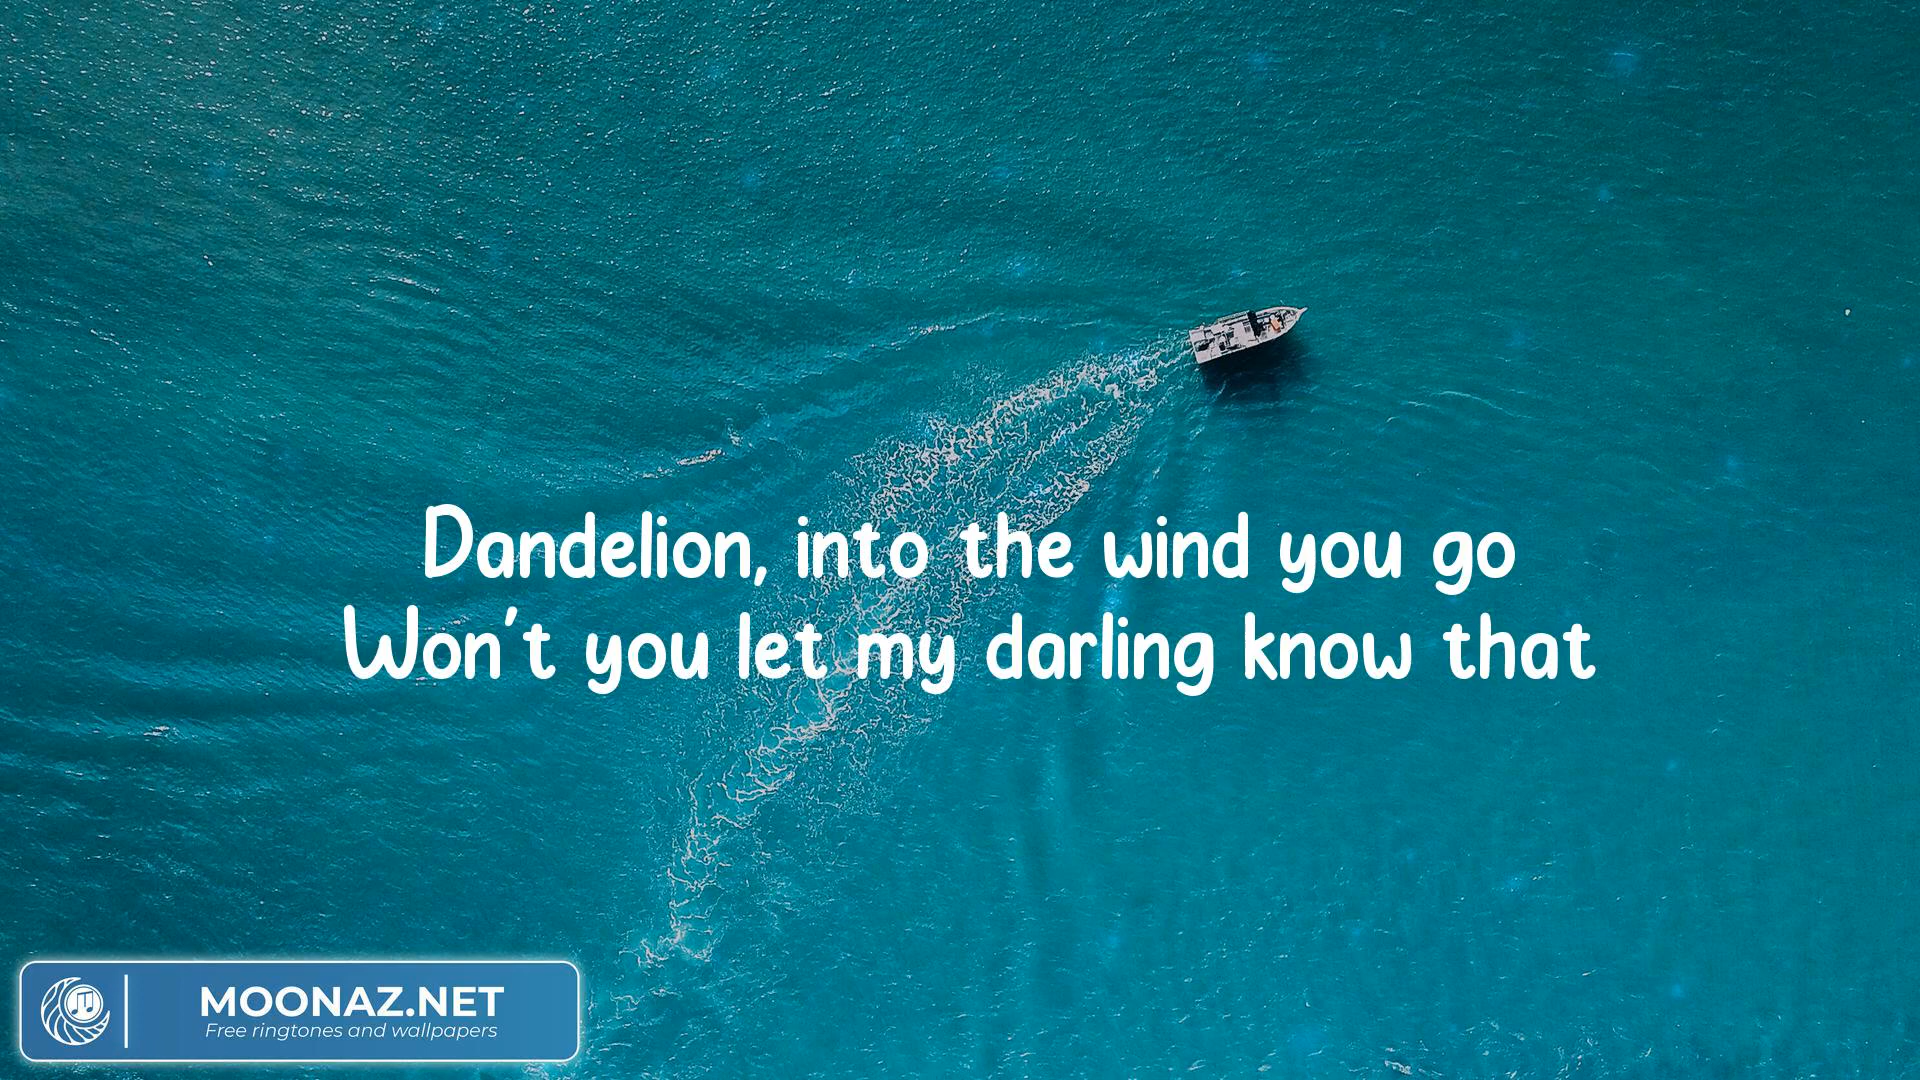 Dandelion, into the wind you go
Won't you let my darling know that
MOONAZ.NET
Free ringtones and wallpapers